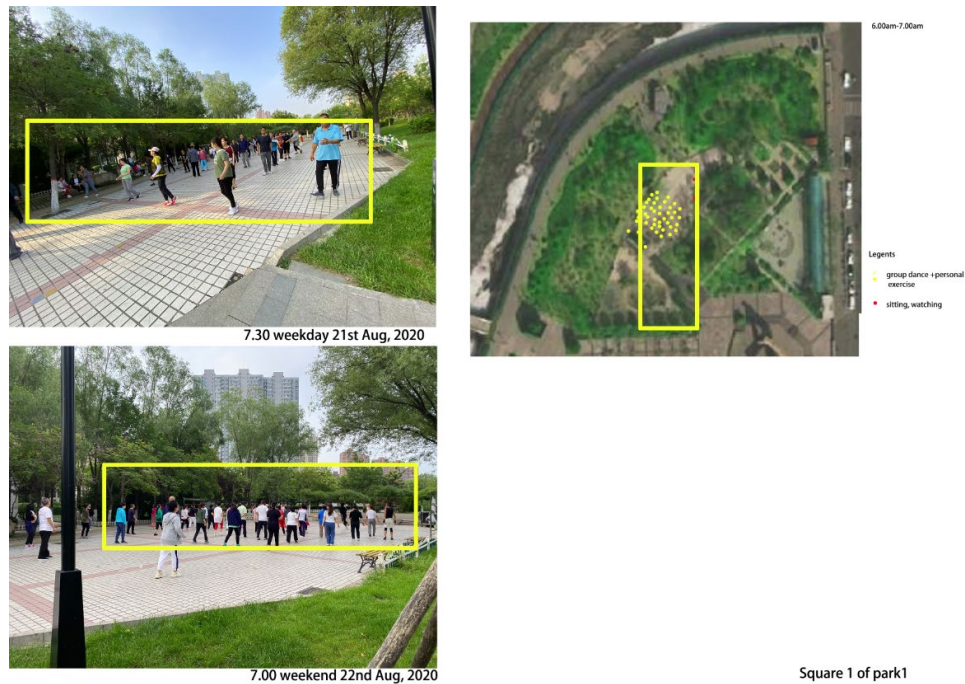 6.00am-7.00am
Legents
group dance +personal
exercise
sitting, watching
7.30 weekday 21st Aug, 2020
7.00 weekend 22nd Aug, 2020
Square 1 of park1